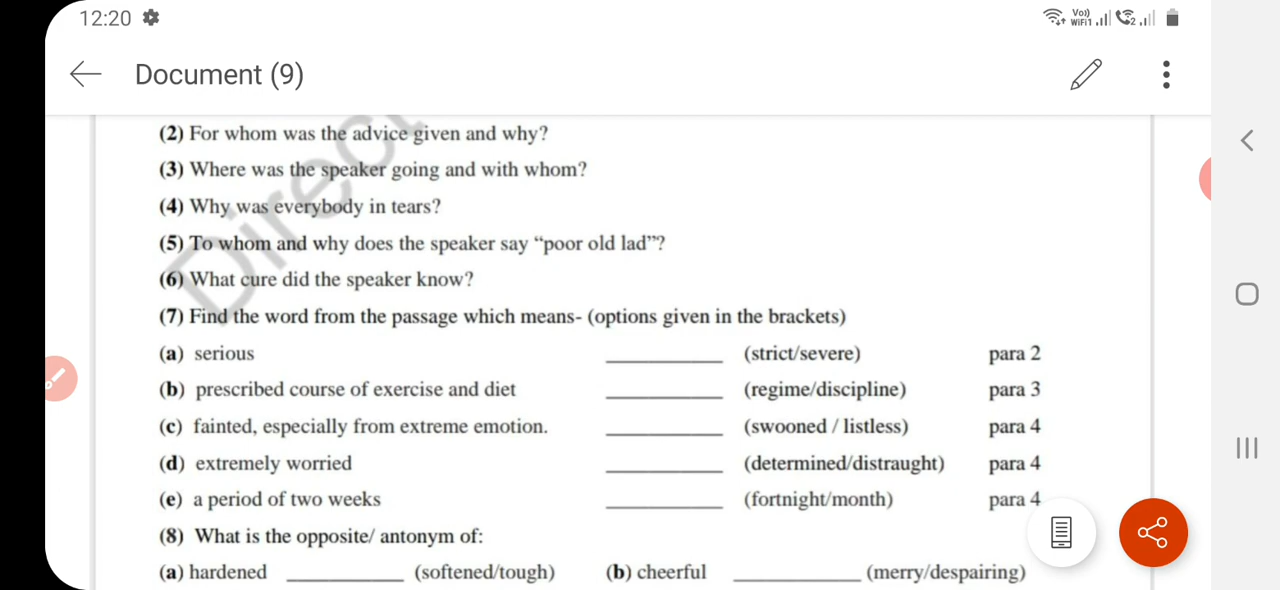 12:20
Vo)) WiFi1 2
Document (9)
(2) For whom was the advice given and why?
(3) Where was the speaker going and with whom?
(4) Why was everybody in tears?
(5) To whom and why does the speaker say “poor old lad”?
(6) What cure did the speaker know?
(7) Find the word from the passage which means- (options given in the brackets)
(a) serious ____________ (strict/severe) para 2
(b) prescribed course of exercise and diet ____________ (regime/discipline) para 3
(c) fainted, especially from extreme emotion. ____________ (swooned / listless) para 4
(d) extremely worried ____________ (determined/distraught) para 4
(e) a period of two weeks ____________ (fortnight/month) para 4
(8) What is the opposite/ antonym of:
(a) hardened ____________ (softened/tough) (b) cheerful ____________ (merry/despairing)
Direct